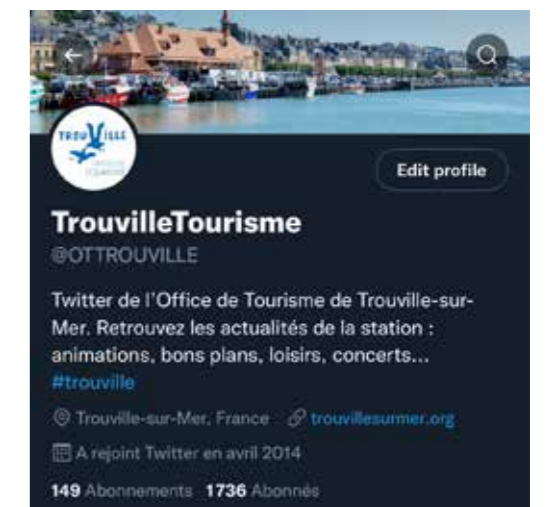 TROUVILLE
Edit profile
TrouvilleTourisme
@OTTROUVILLE
Twitter de l'Office de Tourisme de Trouville-sur-
Mer. Retrouvez les actualités de la station :
animations, bons plans, loisirs, concerts...
#trouville
Trouville-sur-Mer, France trouvillesurmer.org
A rejoint Twitter en avril 2014
149 Abonnements 1736 Abonnés